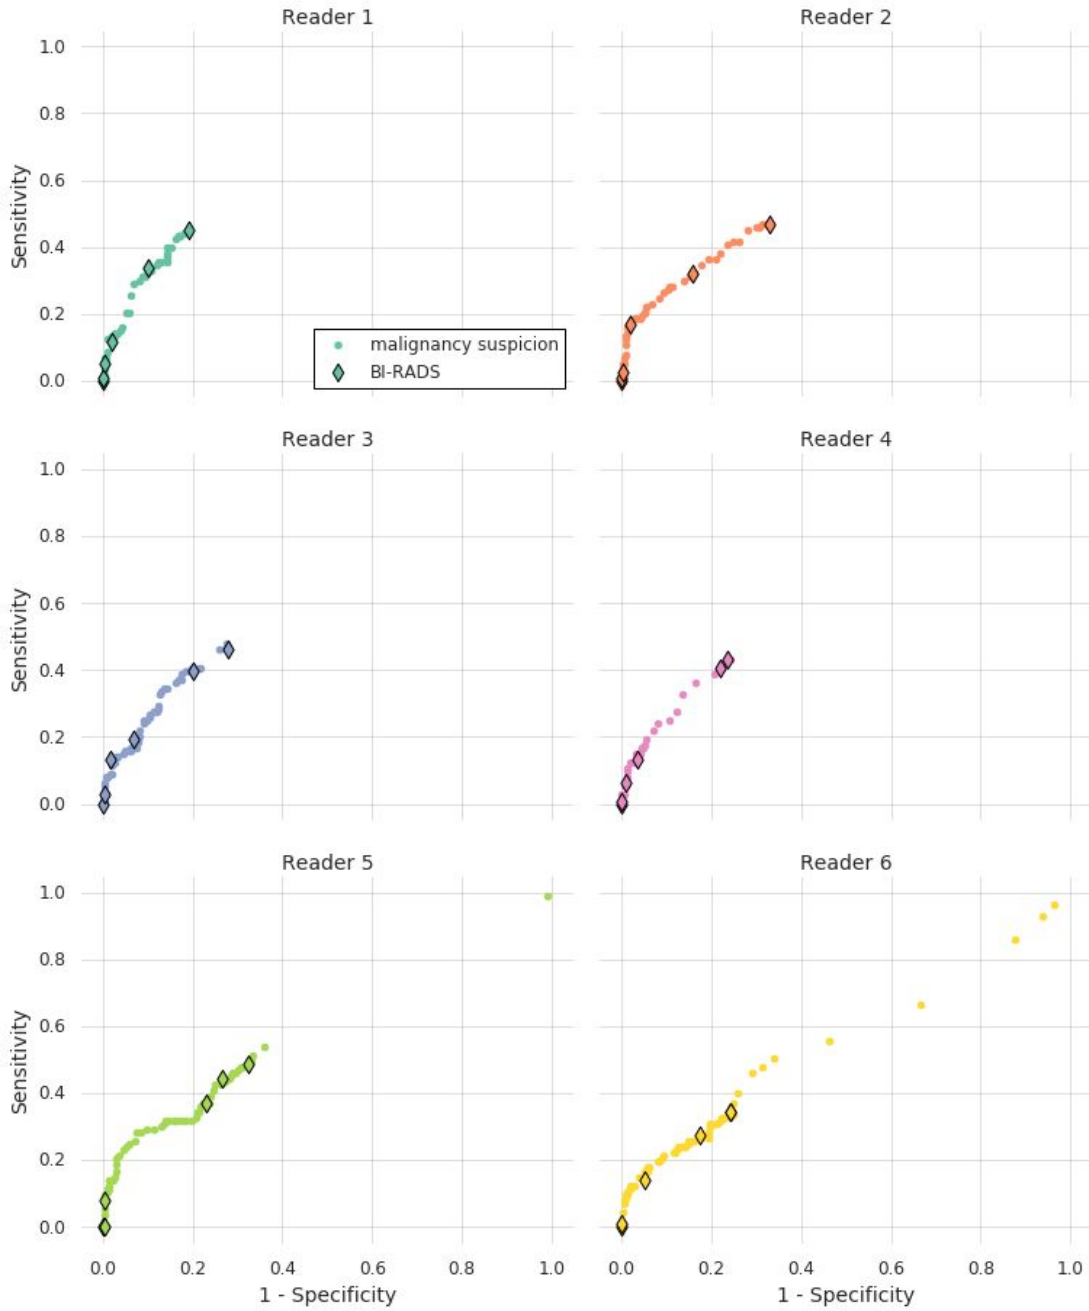 Reader 1
Reader 2
1.0
0.8
0.6
0.4
0.2
0.0
Sensitivity
malignancy suspicion
BI-RADS
Reader 3
Reader 4
1.0
0.8
0.6
0.4
0.2
0.0
Sensitivity
Reader 5
Reader 6
1.0
0.8
0.6
0.4
0.2
0.0
Sensitivity
0.0 0.2 0.4 0.6 0.8 1.0
0.0 0.2 0.4 0.6 0.8 1.0
1 - Specificity
1 - Specificity